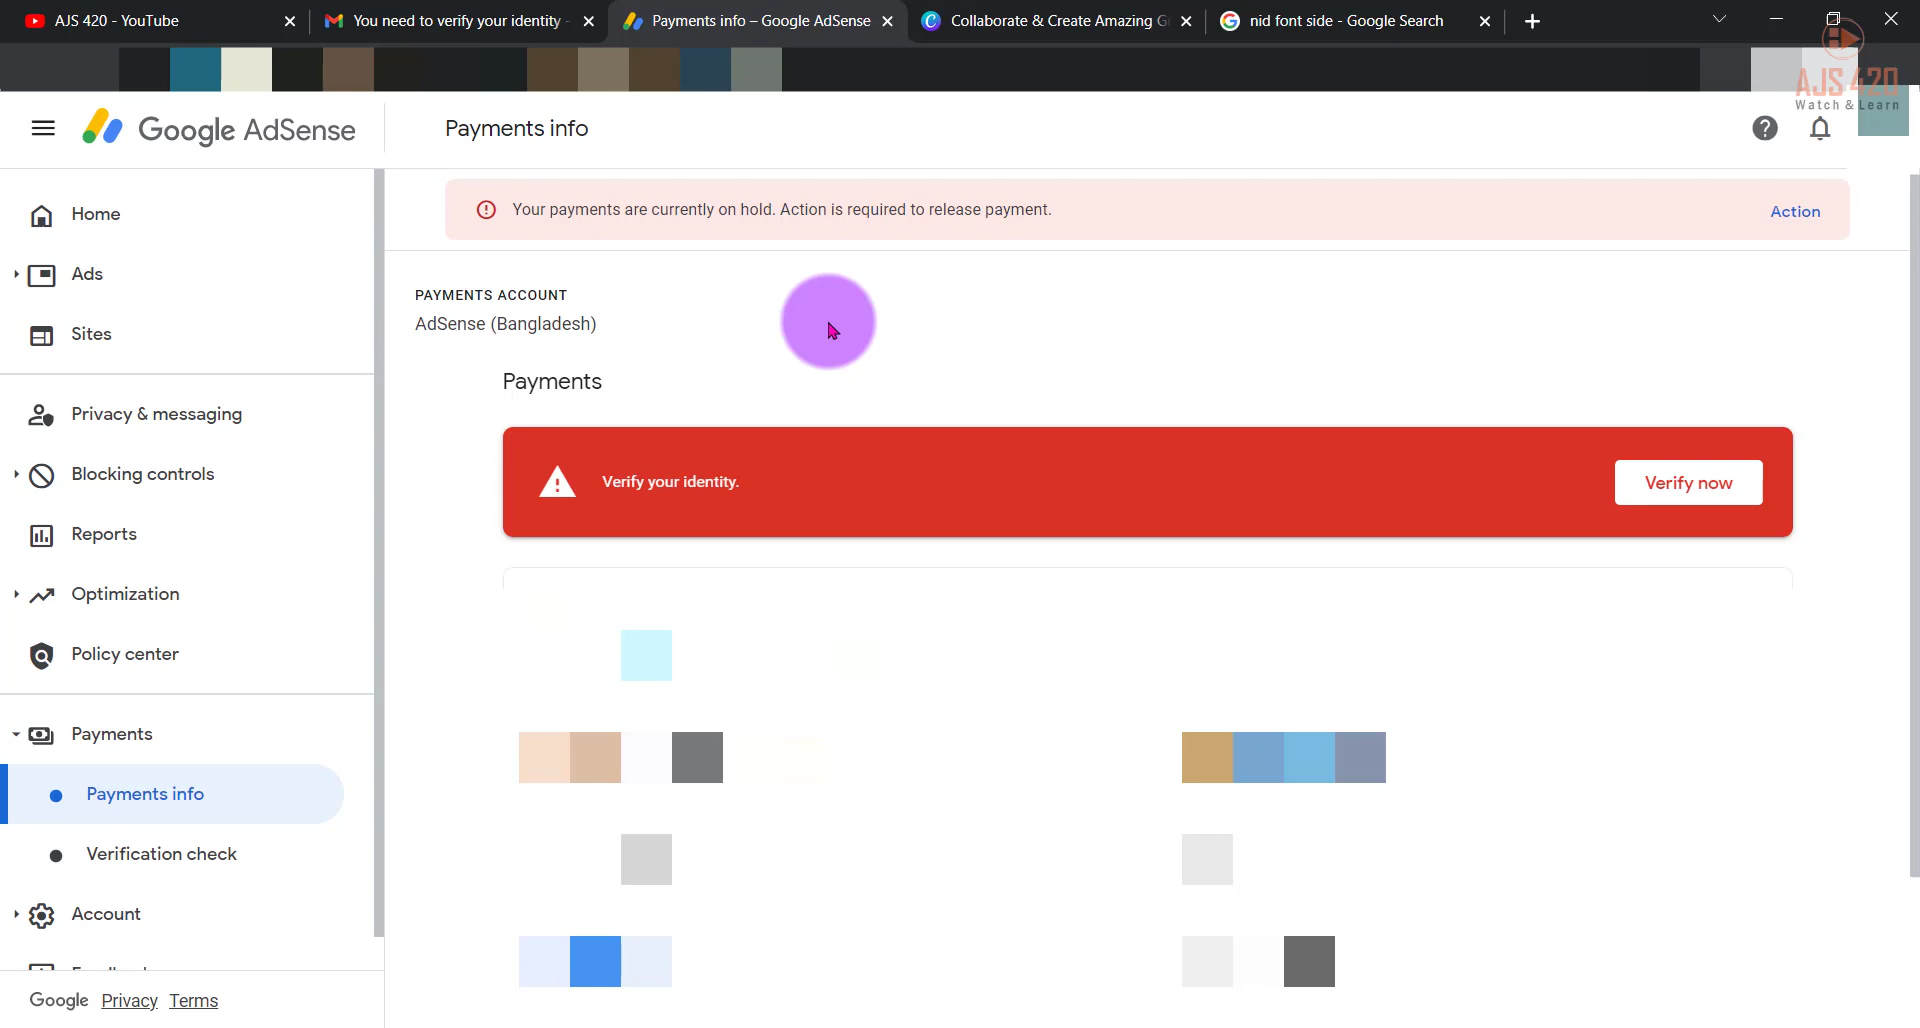 AJS 420 - YouTube
You need to verify your identity -
Payments info – Google AdSense
Collaborate & Create Amazing G
nid font side - Google Search
AJS 420
Watch & Learn
Google AdSense
Payments info
Your payments are currently on hold. Action is required to release payment.
Action
Home
Ads
Sites
Privacy & messaging
Blocking controls
Reports
Optimization
Policy center
Payments
Payments info
Verification check
Account
Google Privacy Terms
PAYMENTS ACCOUNT
AdSense (Bangladesh)
Payments
Verify your identity.
Verify now